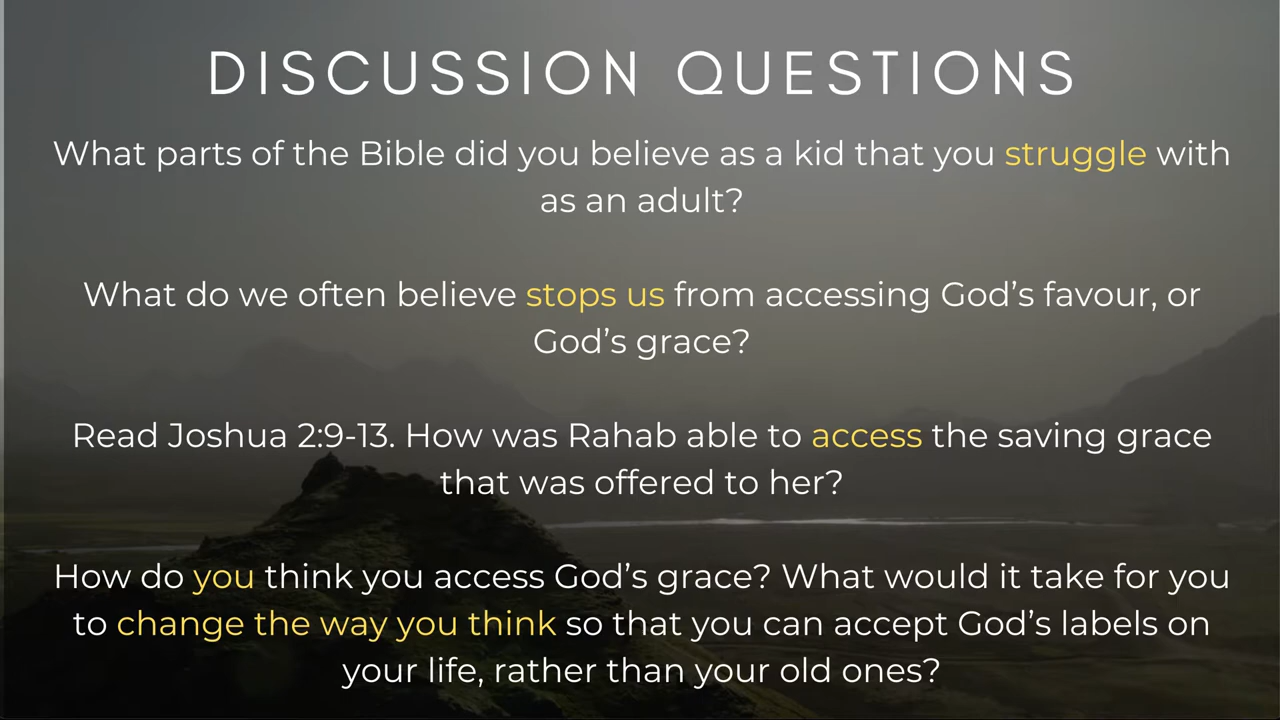 DISCUSSION QUESTIONS
What parts of the Bible did you believe as a kid that you struggle with
as an adult?
What do we often believe stops us from accessing God’s favour, or
God’s grace?
Read Joshua 2:9-13. How was Rahab able to access the saving grace
that was offered to her?
How do you think you access God’s grace? What would it take for you
to change the way you think so that you can accept God’s labels on
your life, rather than your old ones?